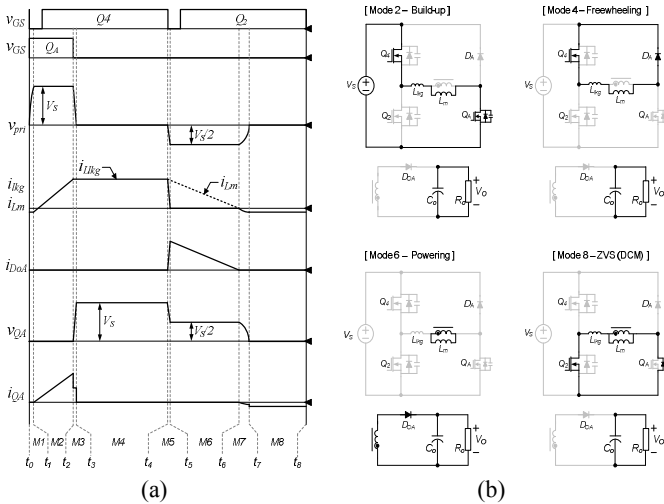 vGS Q4 Q2
vGS QA
VS
vpri
VS/2
iLlkg
iLm
ilkg
iLm
iDoA
VS
VS/2
vQA
iQA
M1 M2 M3 M4 M5 M6 M7 M8
t0 t1 t2 t3 t4 t5 t6 t7 t8
(a)
[Mode 2 – Build-up]
Q4 DA
VS
Llkg Lm
Q2 QA
DOA
Co Ro + VO −
[Mode 4 – Freewheeling]
Q4 DA
VS
Llkg Lm
Q2 QA
DOA
Co Ro + VO −
[Mode 6 – Powering]
Q4 DA
VS
Llkg Lm
Q2 QA
DOA
Co Ro + VO −
[Mode 8 – ZVS (DCM)]
Q4 DA
VS
Llkg Lm
Q2 QA
DOA
Co Ro + VO −
(b)